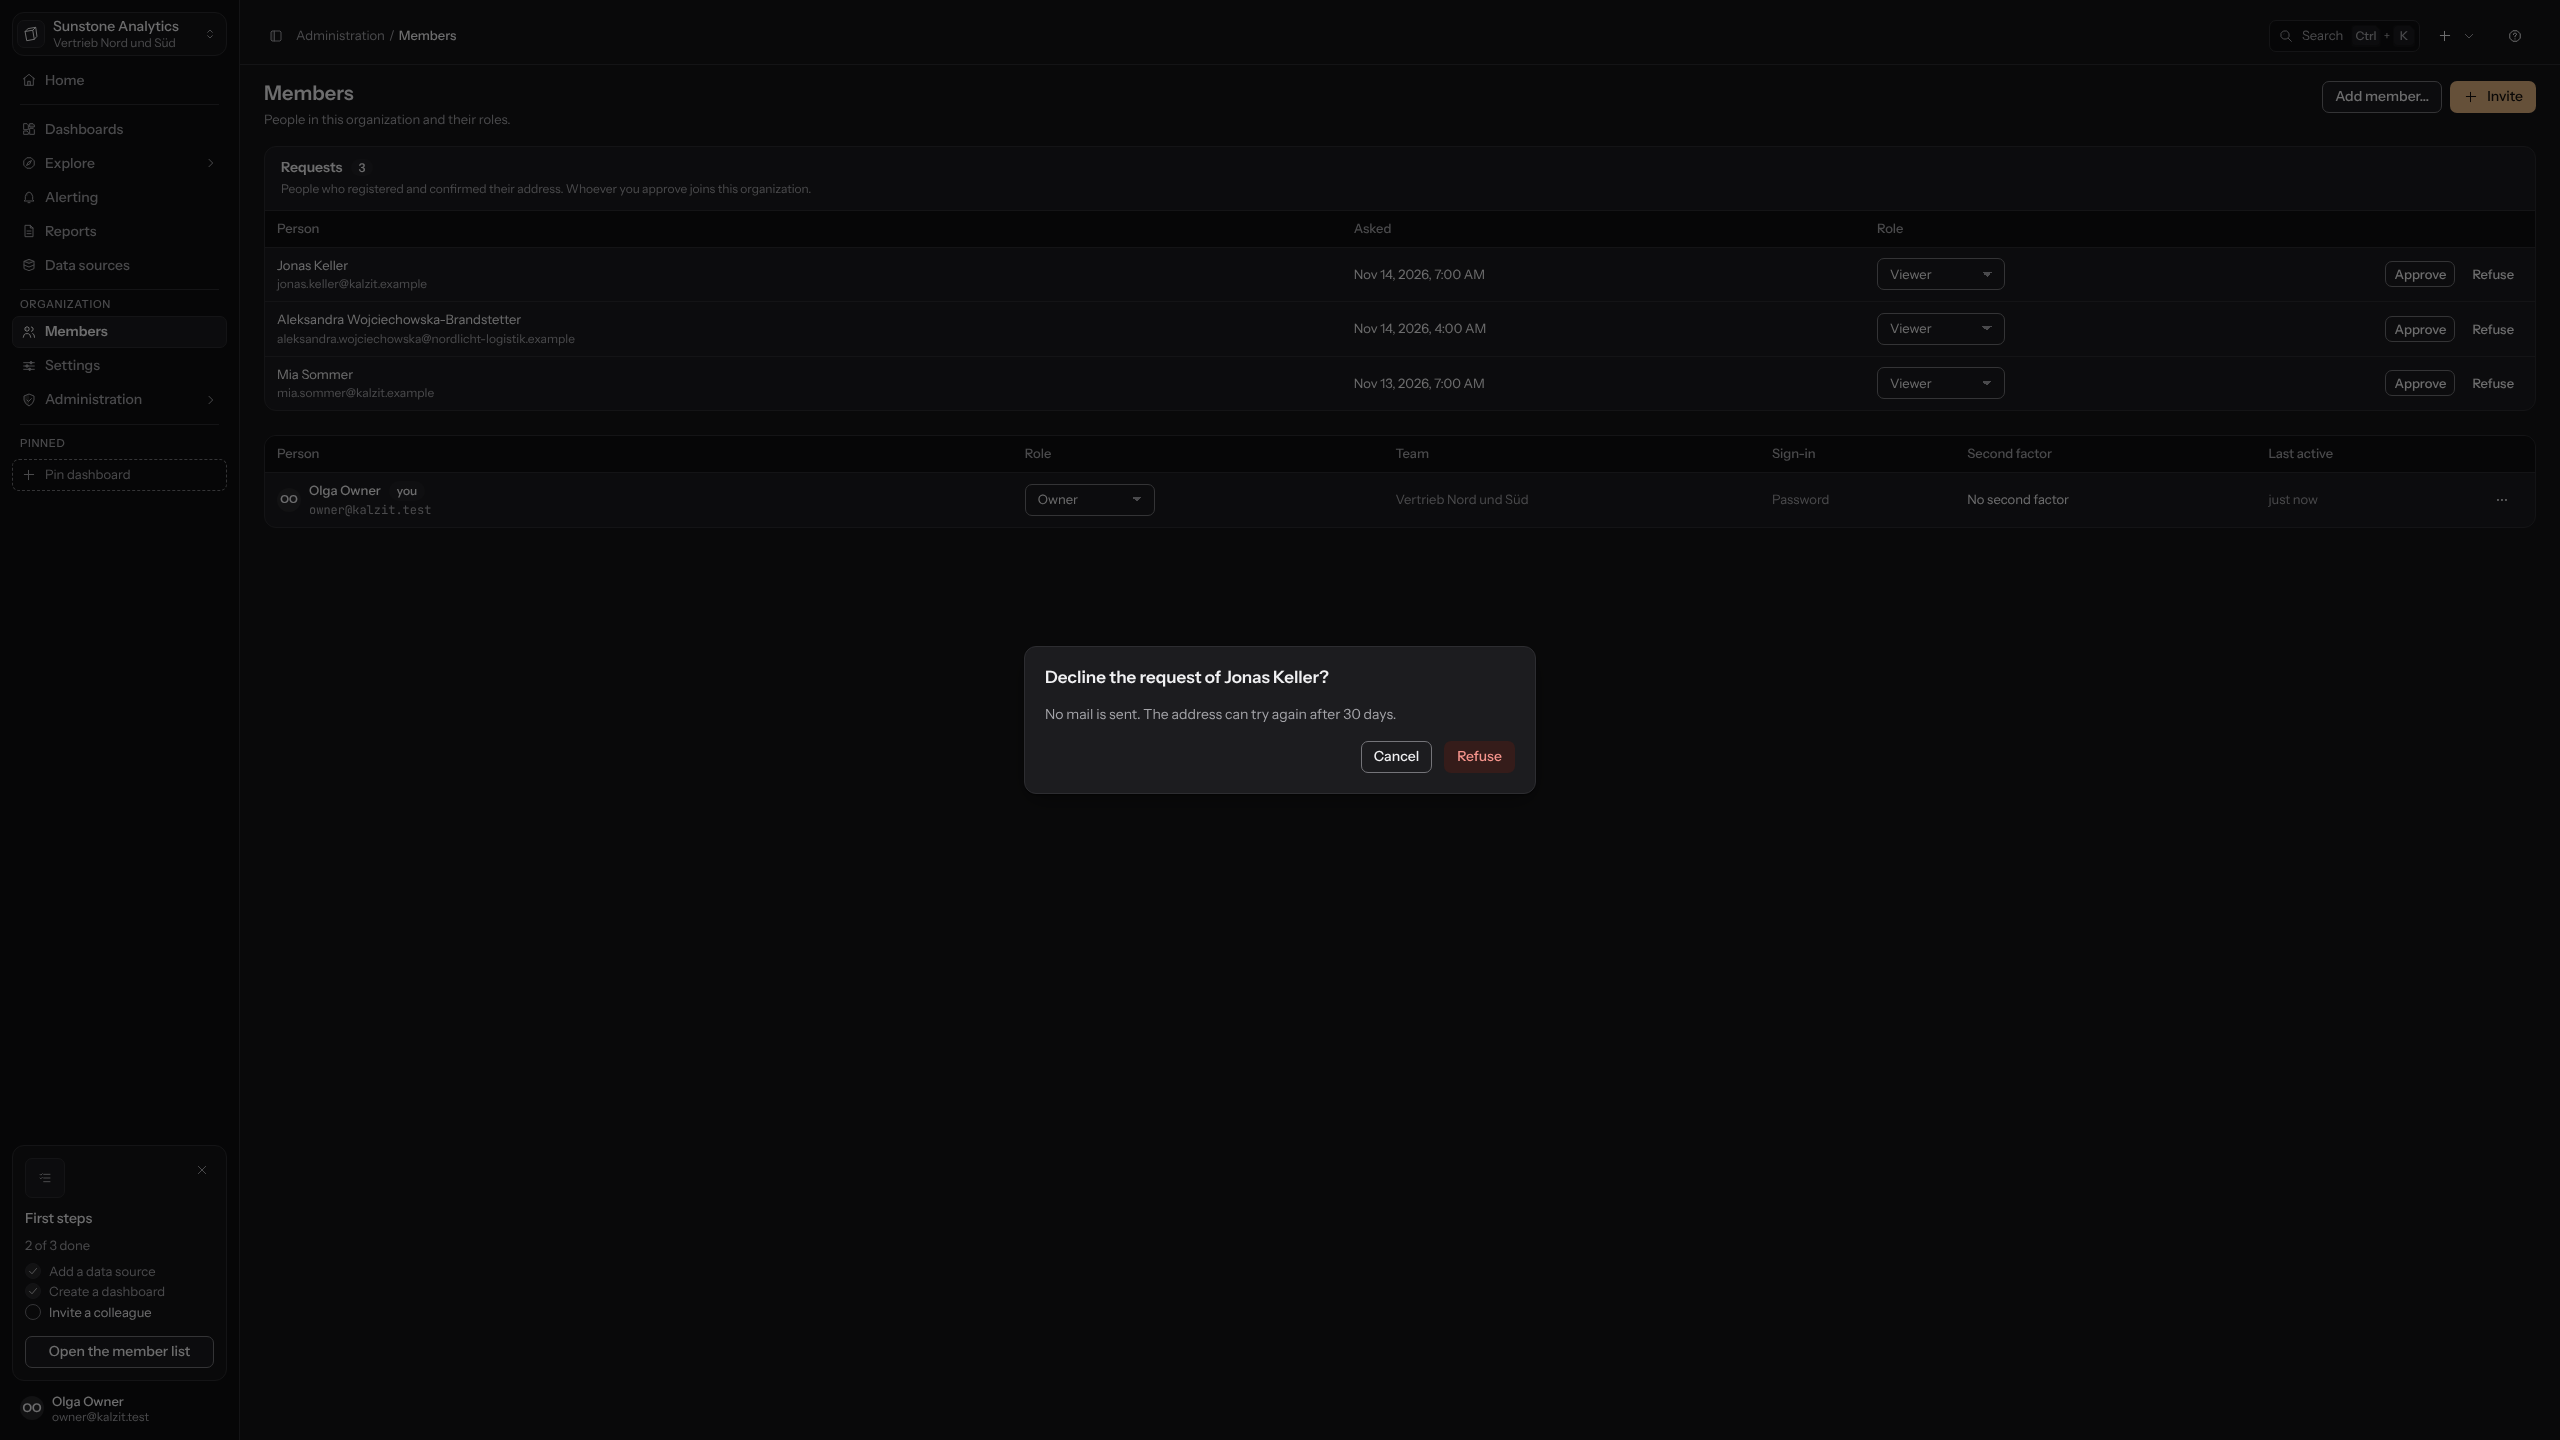 Sunstone Analytics
Vertrieb Nord und Süd
Home
Dashboards
Explore
Alerting
Reports
Data sources
ORGANIZATION
Members
Settings
Administration
PINNED
Pin dashboard
First steps
2 of 3 done
Add a data source
Create a dashboard
Invite a colleague
Open the member list
OO
Olga Owner
owner@kalzit.test
Administration / Members
Search Ctrl + K
Members
People in this organization and their roles.
Add member...
Invite
Requests 3
People who registered and confirmed their address. Whoever you approve joins this organization.
Person Asked Role
Jonas Keller
jonas.keller@kalzit.example
Nov 14, 2026, 7:00 AM
Viewer
Approve
Refuse
Aleksandra Wojciechowska-Brandstetter
aleksandra.wojciechowska@nordlicht-logistik.example
Nov 14, 2026, 4:00 AM
Viewer
Approve
Refuse
Mia Sommer
mia.sommer@kalzit.example
Nov 13, 2026, 7:00 AM
Viewer
Approve
Refuse
Person Role Team Sign-in Second factor Last active
OO
Olga Owner you
owner@kalzit.test
Owner
Vertrieb Nord und Süd
Password
No second factor
just now
Decline the request of Jonas Keller?
No mail is sent. The address can try again after 30 days.
Cancel
Refuse